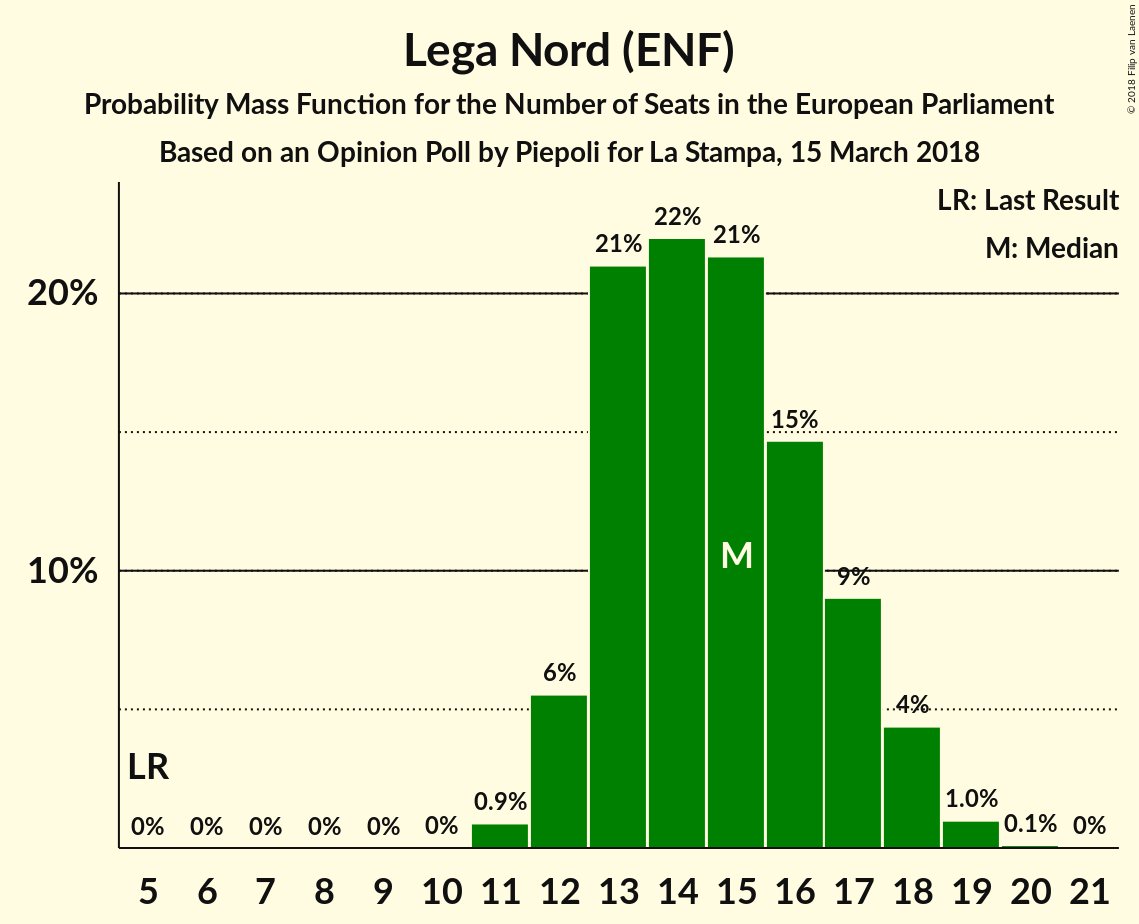 Lega Nord (ENF)
Probability Mass Function for the Number of Seats in the European Parliament
Based on an Opinion Poll by Piepoli for La Stampa, 15 March 2018
© 2018 Filip van Laenen
LR: Last Result
M: Median
20%
10%
LR
M
0% 0% 0% 0% 0% 0% 0.9% 6% 21% 22% 21% 15% 9% 4% 1.0% 0.1% 0%
5 6 7 8 9 10 11 12 13 14 15 16 17 18 19 20 21